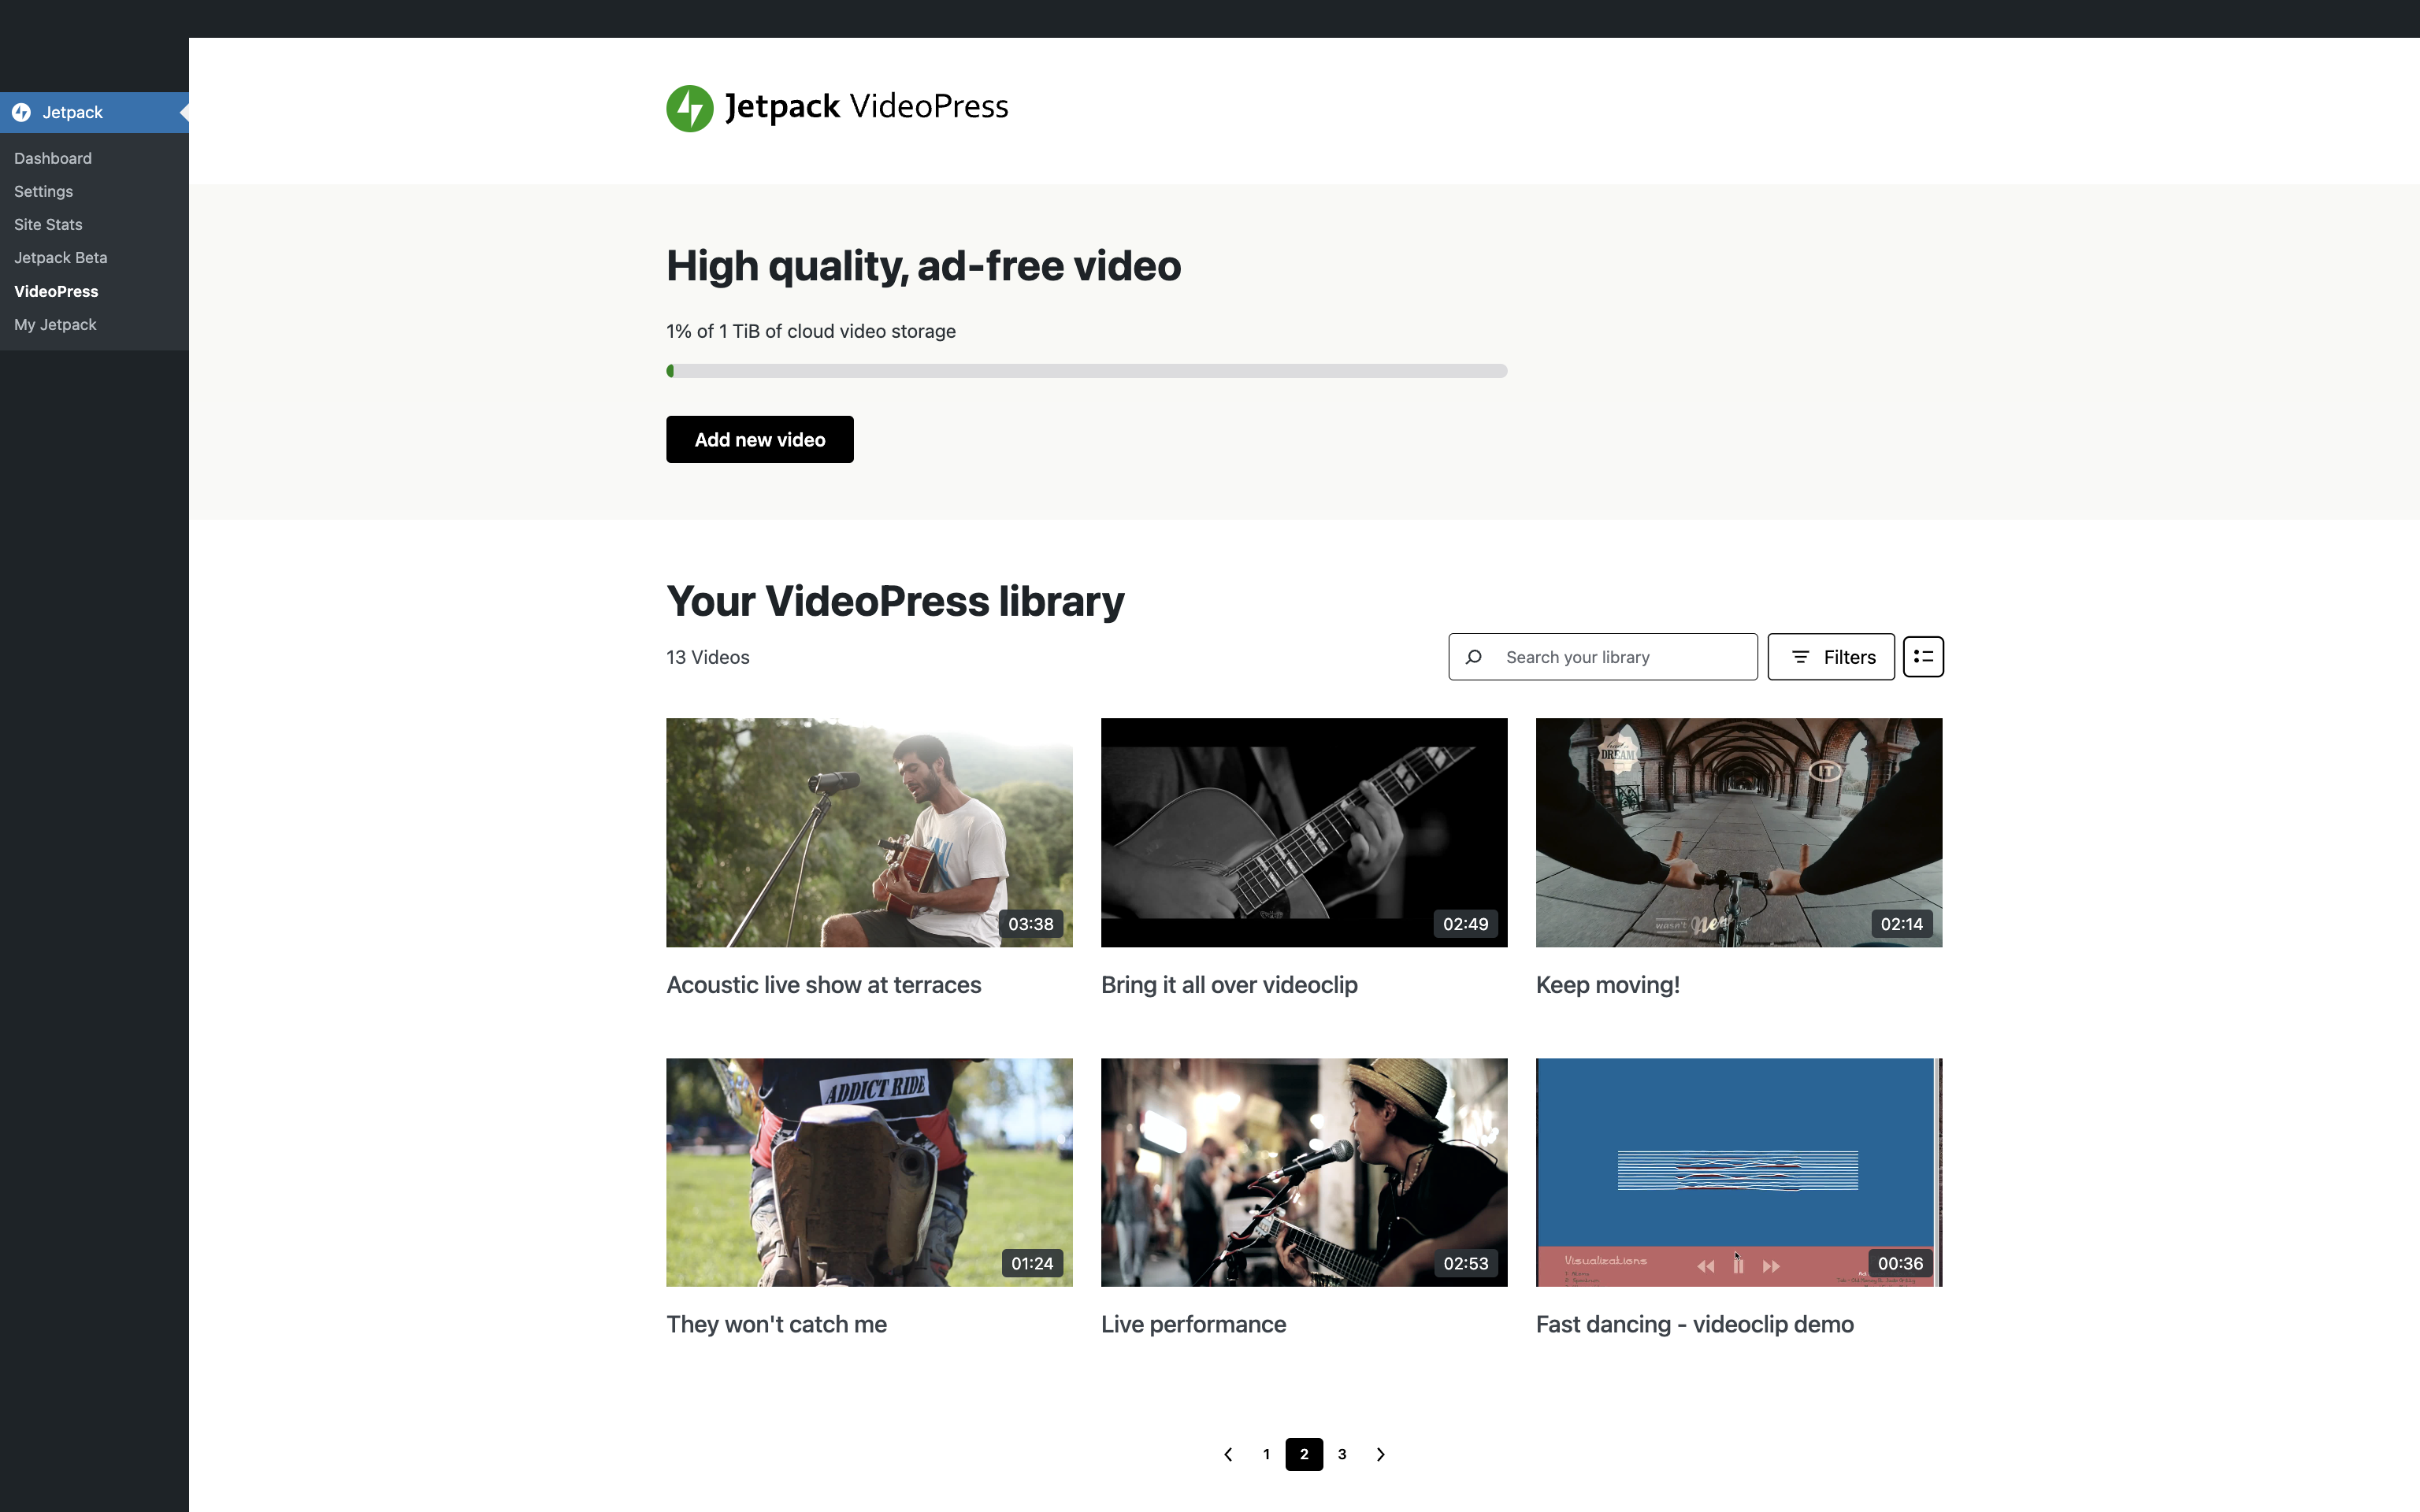 Jetpack
Dashboard
Settings
Site Stats
Jetpack Beta
VideoPress
My Jetpack
Jetpack VideoPress
High quality, ad-free video
1% of 1 TiB of cloud video storage
Add new video
Your VideoPress library
13 Videos
Search your library
Filters
DREAM
IT
wasn't New
03:38
02:49
02:14
Acoustic live show at terraces
Bring it all over videoclip
Keep moving!
ADDICT RIDE
Visualizations
01:24
02:53
00:36
They won't catch me
Live performance
Fast dancing - videoclip demo
1
2
3